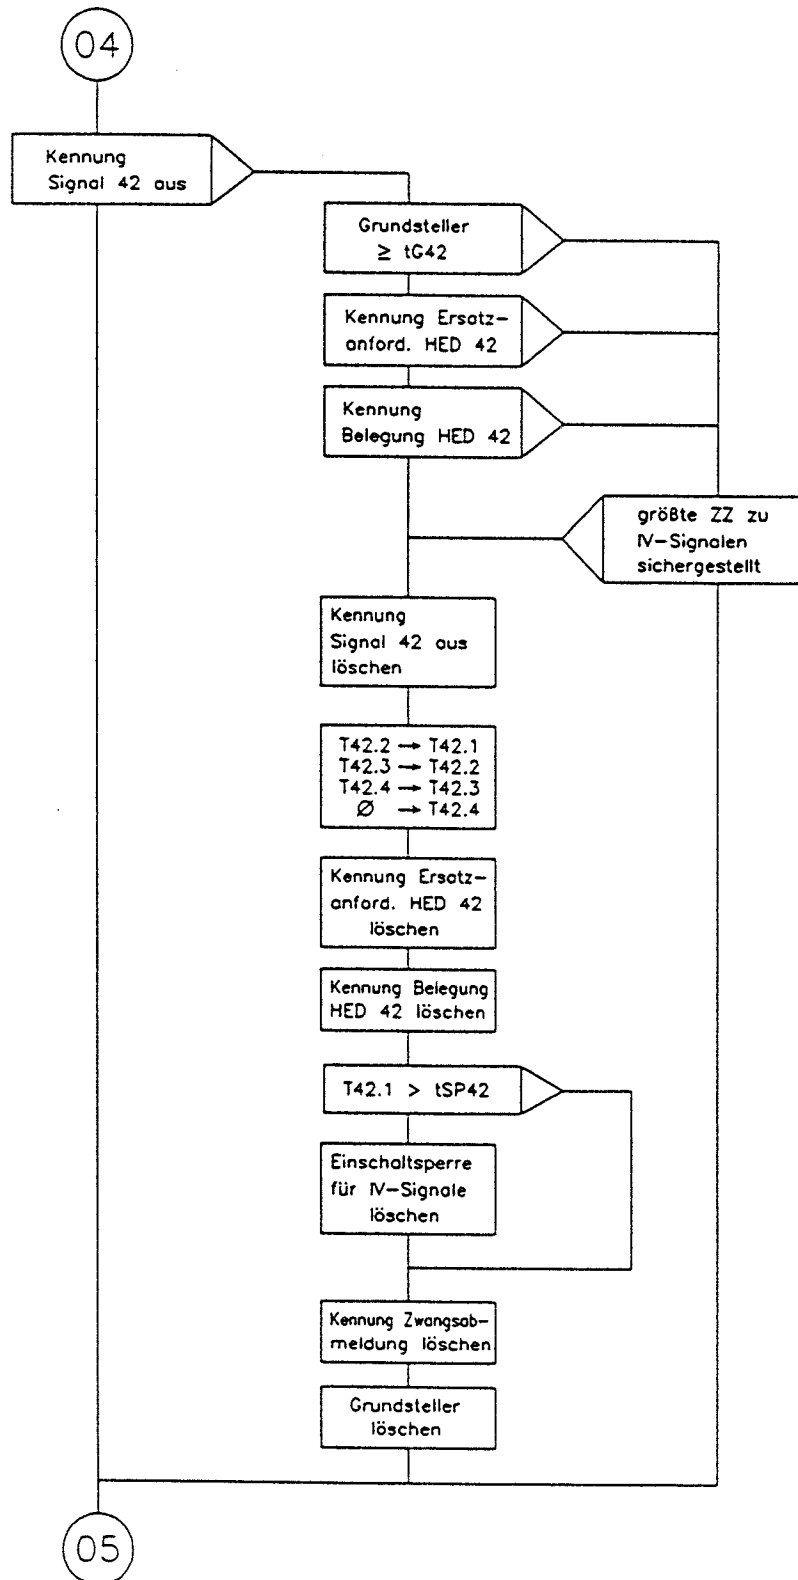 04
Kennung
Signal 42 aus
Grundsteller
≥ tG42
Kennung Ersatz-
anford. HED 42
Kennung
Belegung HED 42
größte ZZ zu
IV-Signalen
sichergestellt
Kennung
Signal 42 aus
löschen
T42.2 → T42.1
T42.3 → T42.2
T42.4 → T42.3
Ø → T42.4
Kennung Ersatz-
anford. HED 42
löschen
Kennung Belegung
HED 42 löschen
T42.1 > tSP42
Einschaltsperre
für IV-Signale
löschen
Kennung Zwangsab-
meldung löschen
Grundsteller
löschen
05